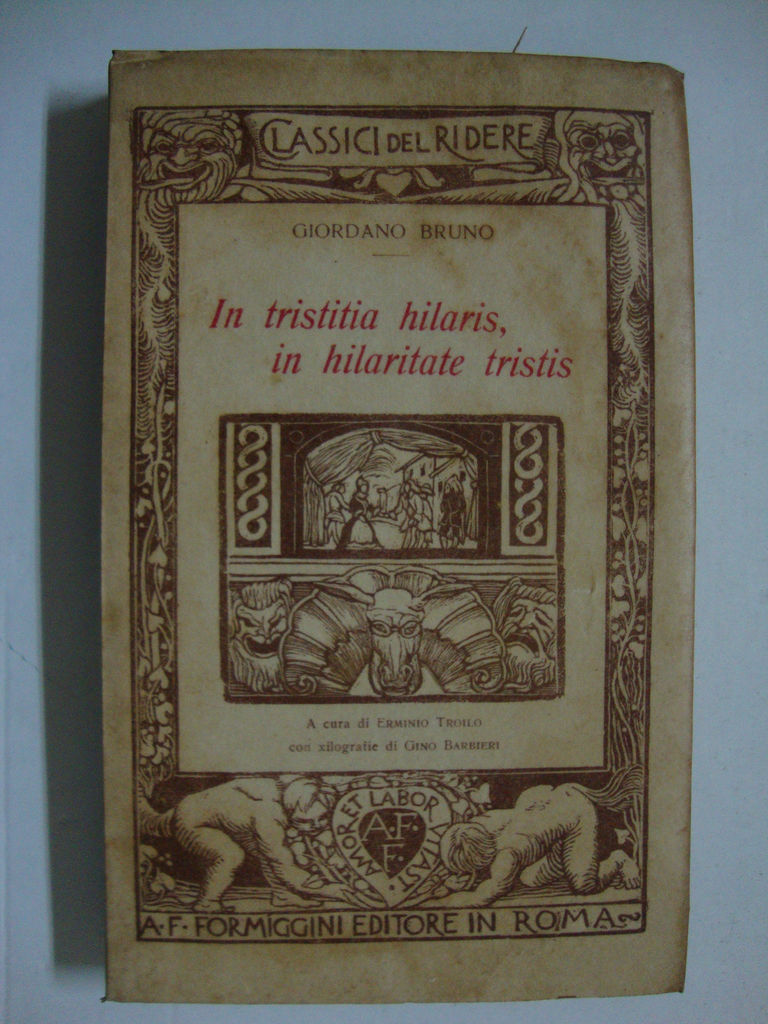 CLASSICI DEL RIDERE
GIORDANO BRUNO
In tristitia hilaris,
in hilaritate tristis
A cura di ERMINIO TROILO
con xilografie di GINO BARBIERI
AMOR ET LABOR VITAST
A. F.
F.
A. F. FORMIGGINI EDITORE IN ROMA